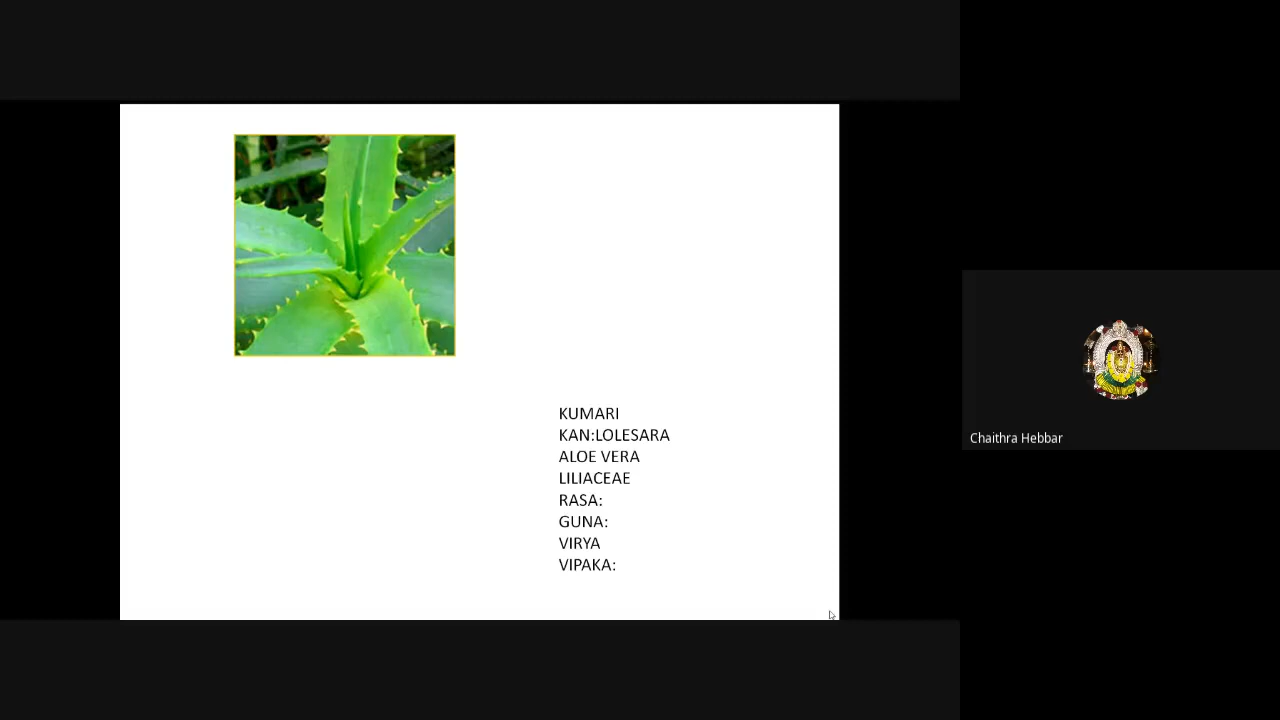 KUMARI
KAN:LOLESARA
ALOE VERA
LILIACEAE
RASA:
GUNA:
VIRYA
VIPAKA:
Chaithra Hebbar